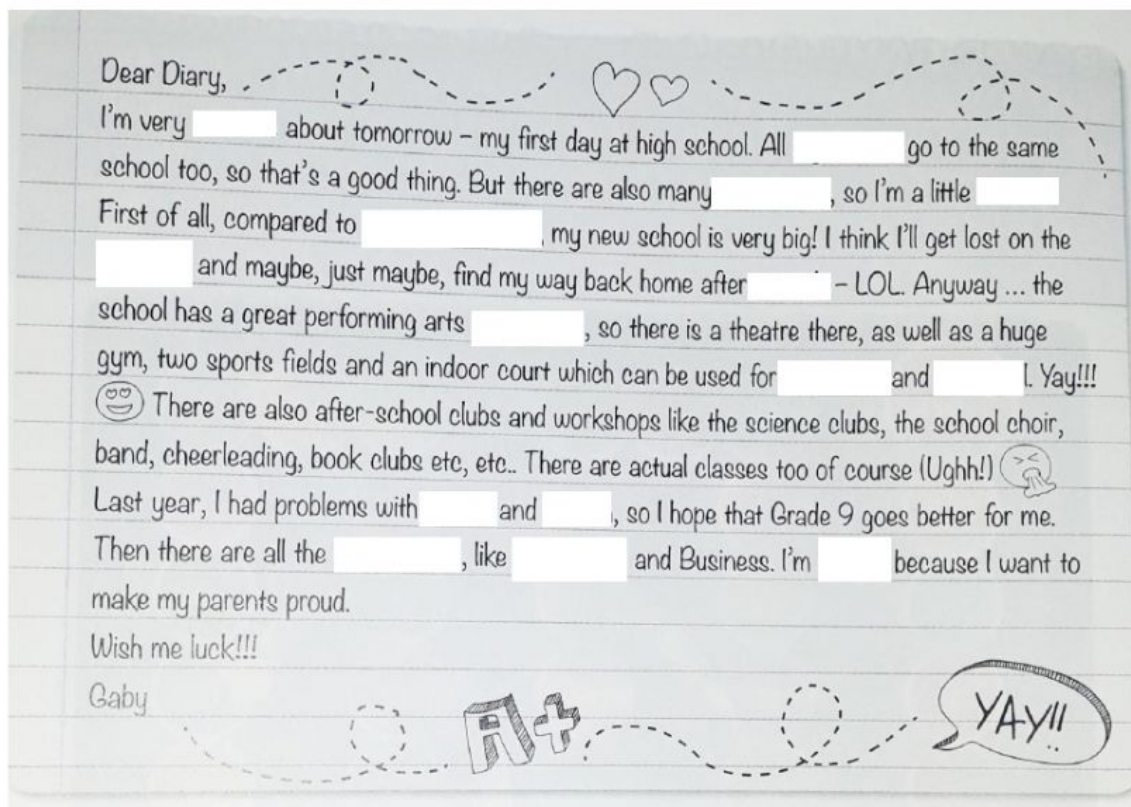 Dear Diary,
I'm very about tomorrow – my first day at high school. All go to the same
school too, so that's a good thing. But there are also many , so I'm a little
First of all, compared to , my new school is very big! I think I'll get lost on the
and maybe, just maybe, find my way back home after – LOL. Anyway ... the
school has a great performing arts , so there is a theatre there, as well as a huge
gym, two sports fields and an indoor court which can be used for and . Yay!!!
There are also after-school clubs and workshops like the science clubs, the school choir,
band, cheerleading, book clubs etc, etc.. There are actual classes too of course (Ughh!)
Last year, I had problems with and , so I hope that Grade 9 goes better for me.
Then there are all the , like and Business. I'm because I want to
make my parents proud.
Wish me luck!!!
Gaby
A+
YAY!!